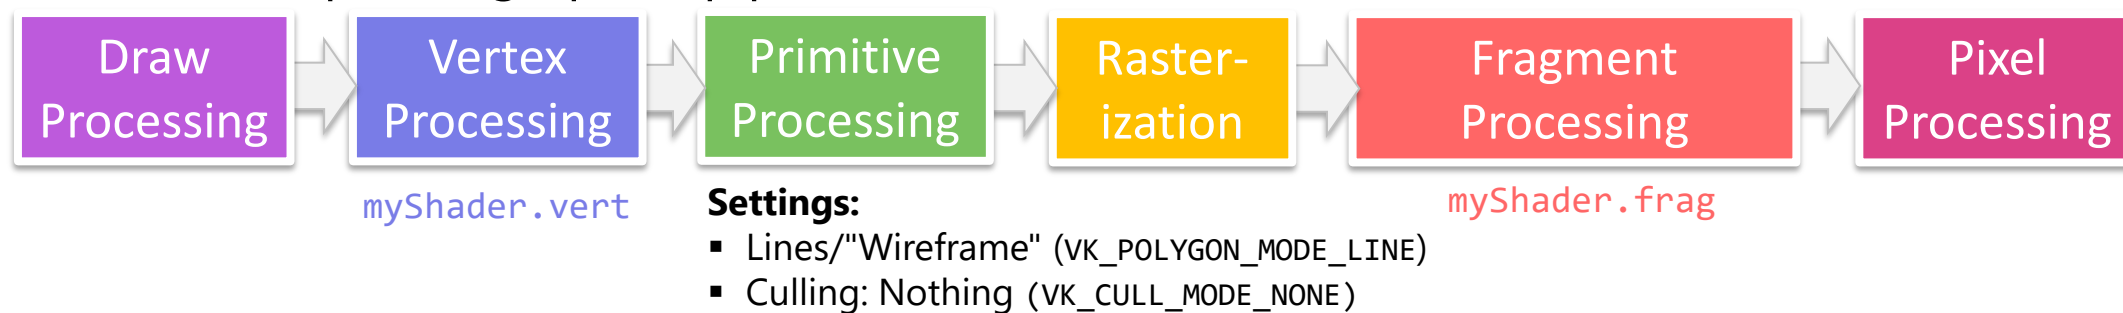 Draw
Processing
Vertex
Processing
Primitive
Processing
Raster-
ization
Fragment
Processing
Pixel
Processing
myShader.vert
Settings:
▪ Lines/"Wireframe" (VK_POLYGON_MODE_LINE)
▪ Culling: Nothing (VK_CULL_MODE_NONE)
myShader.frag